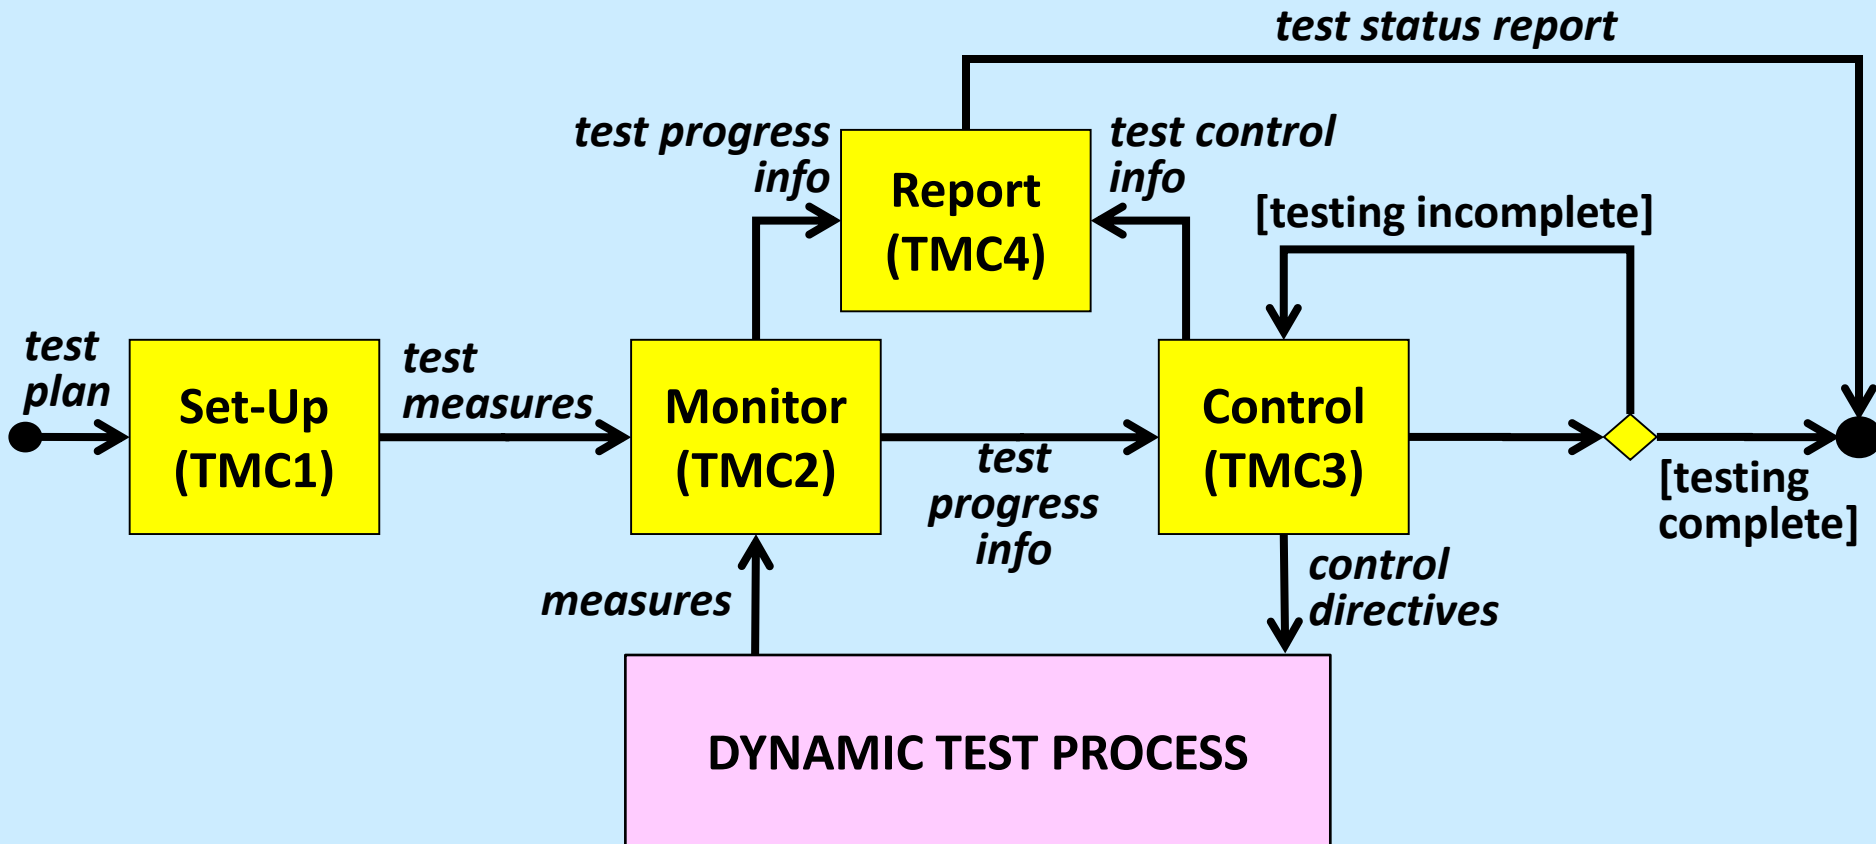 test status report
test progress
info
Report
(TMC4)
test control
info
[testing incomplete]
test
plan
Set-Up
(TMC1)
test
measures
Monitor
(TMC2)
test
progress
info
Control
(TMC3)
[testing
complete]
measures
control
directives
DYNAMIC TEST PROCESS